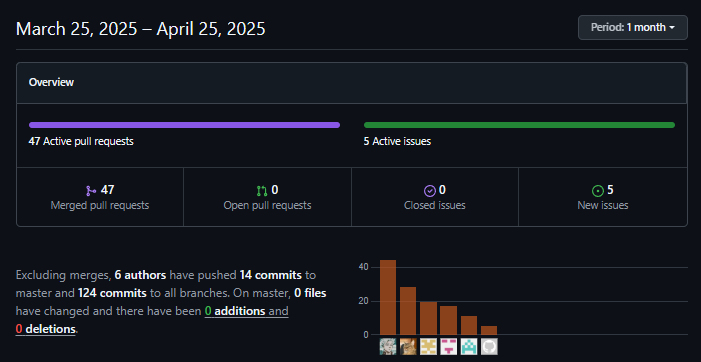 March 25, 2025 – April 25, 2025
Period: 1 month
Overview
47 Active pull requests
5 Active issues
47
Merged pull requests
0
Open pull requests
0
Closed issues
5
New issues
Excluding merges, 6 authors have pushed 14 commits to
master and 124 commits to all branches. On master, 0 files
have changed and there have been 0 additions and
0 deletions.
40
20
0